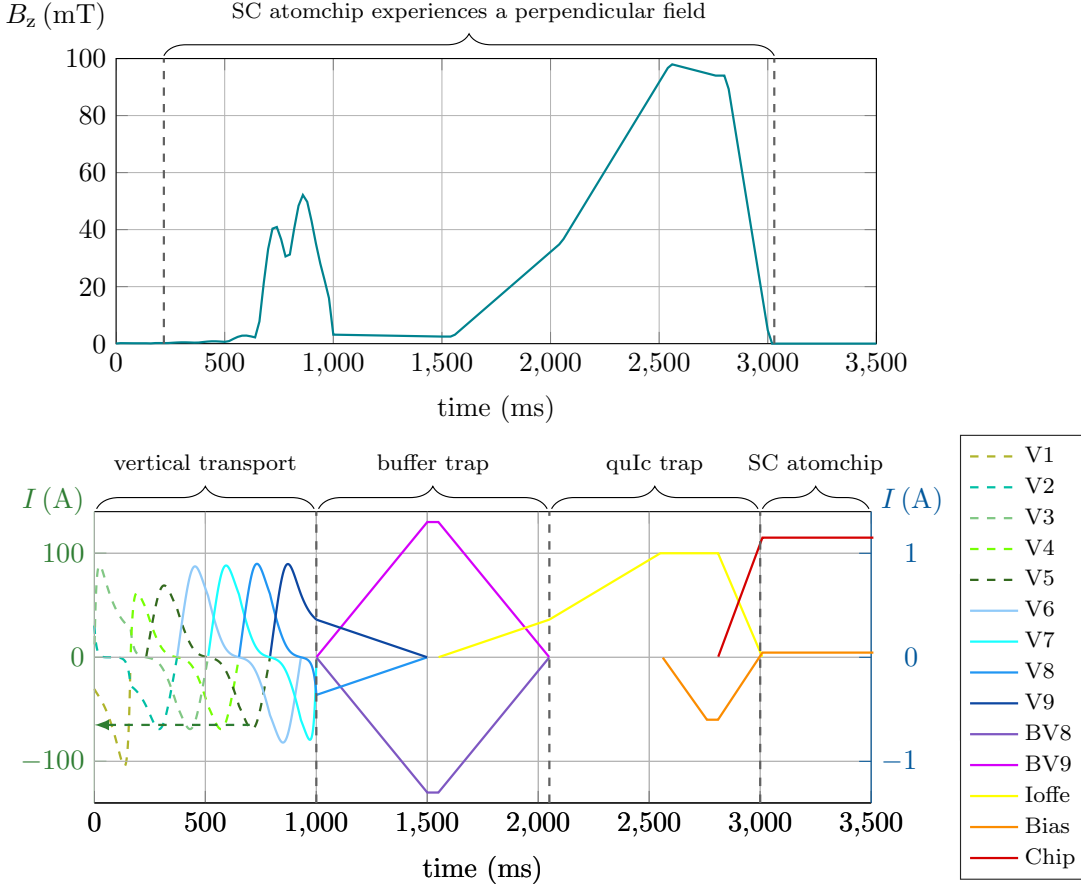 B_z (mT)
SC atomchip experiences a perpendicular field
100
80
60
40
20
0
0 500 1,000 1,500 2,000 2,500 3,000 3,500
time (ms)
vertical transport buffer trap quIc trap SC atomchip
I (A) I (A)
100 1
0 0
−100 −1
0 500 1,000 1,500 2,000 2,500 3,000 3,500
time (ms)
V1
V2
V3
V4
V5
V6
V7
V8
V9
BV8
BV9
Ioffe
Bias
Chip